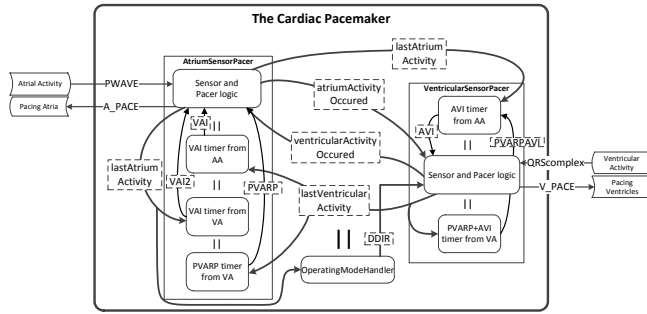 The Cardiac Pacemaker
AtriumSensorPacer
lastAtrium
Activity
Atrial Activity
PWAVE
Sensor and
Pacer logic
Pacing Atria
A_PACE
VAI
atriumActivity
Occured
VentricularSensorPacer
AVI timer
from AA
AVI
PVARPAVI
VAI timer from
AA
ventricularActivity
Occured
lastAtrium
Activity
VAI2
PVARP
QRScomplex
Ventricular
Activity
Sensor and Pacer logic
V_PACE
Pacing
Ventricles
lastVentricular
Activity
VAI timer
from VA
DDIR
PVARP+AVI
timer from VA
PVARP timer
from VA
OperatingModeHandler